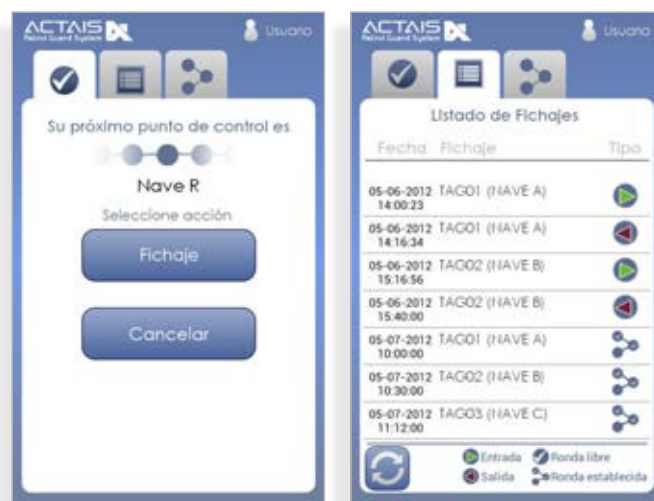 ACTAIS
Patrol Guard System
Usuario
Su próximo punto de control es
Nave R
Seleccione acción
Fichaje
Cancelar
ACTAIS
Patrol Guard System
Usuario
Listado de Fichajes
Fecha Fichaje Tipo
05-06-2012 TAG01 (NAVE A)
14:00:23
05-06-2012 TAG01 (NAVE A)
14:16:34
05-06-2012 TAG02 (NAVE B)
15:16:56
05-06-2012 TAG02 (NAVE B)
15:40:00
05-07-2012 TAG01 (NAVE A)
10:00:00
05-07-2012 TAG02 (NAVE B)
10:30:00
05-07-2012 TAG03 (NAVE C)
11:12:00
Entrada Ronda libre
Salida Ronda establecida